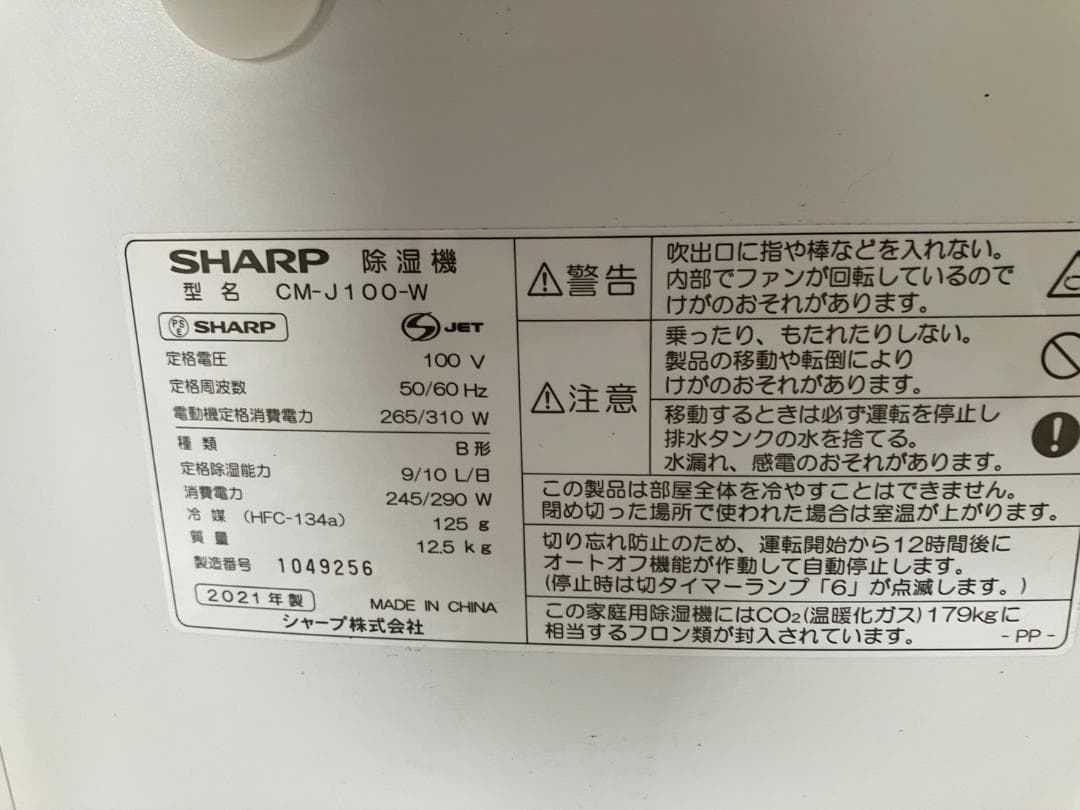 SHARP 除湿機
型名 CM-J100-W
PSE SHARP
S JET
定格電圧 100 V
定格周波数 50/60 Hz
電動機定格消費電力 265/310 W
種類 B形
定格除湿能力 9/10 L/日
消費電力 245/290 W
冷媒 (HFC-134a) 125 g
質量 12.5 kg
製造番号 1049256
2021年製 MADE IN CHINA
シャープ株式会社
警告
吹出口に指や棒などを入れない。
内部でファンが回転しているので
けがのおそれがあります。
注意
乗ったり、もたれたりしない。
製品の移動や転倒により
けがのおそれがあります。
移動するときは必ず運転を停止し
排水タンクの水を捨てる。
水漏れ、感電のおそれがあります。
この製品は部屋全体を冷やすことはできません。
閉め切った場所で使われた場合は室温が上がります。
切り忘れ防止のため、運転開始から12時間後に
オートオフ機能が作動して自動停止します。
(停止時は切タイマーランプ「6」が点滅します。)
この家庭用除湿機にはCO₂(温暖化ガス)179kgに
相当するフロン類が封入されています。 -PP-